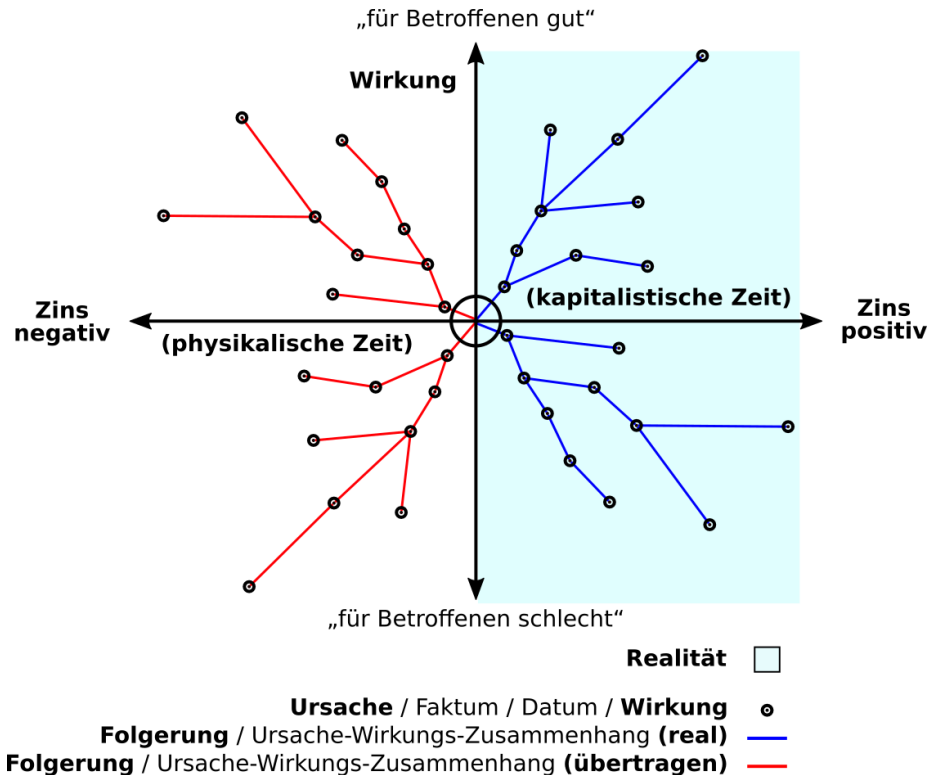 „für Betroffenen gut“
Wirkung
Zins
negativ
(physikalische Zeit)
(kapitalistische Zeit)
Zins
positiv
„für Betroffenen schlecht“
Realität
Ursache / Faktum / Datum / Wirkung
Folgerung / Ursache-Wirkungs-Zusammenhang (real)
Folgerung / Ursache-Wirkungs-Zusammenhang (übertragen)